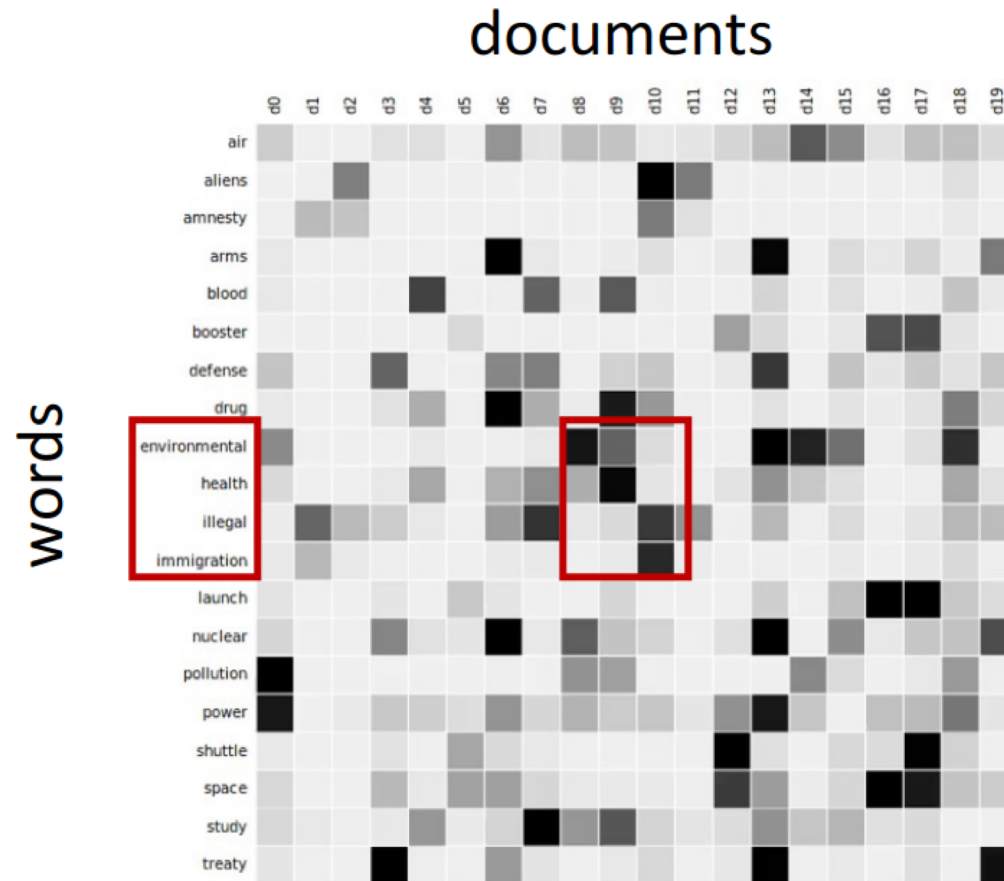 documents
d0 d1 d2 d3 d4 d5 d6 d7 d8 d9 d10 d11 d12 d13 d14 d15 d16 d17 d18 d19
words
air
aliens
amnesty
arms
blood
booster
defense
drug
environmental
health
illegal
immigration
launch
nuclear
pollution
power
shuttle
space
study
treaty